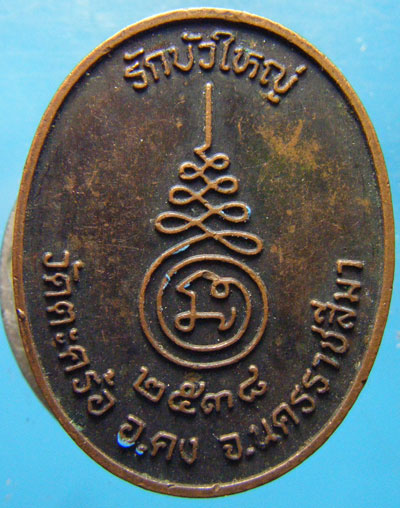 รักบัวใหญ่
๒๕๓๘
วัดตะคร้อ อ.คง จ.นครราชสีมา